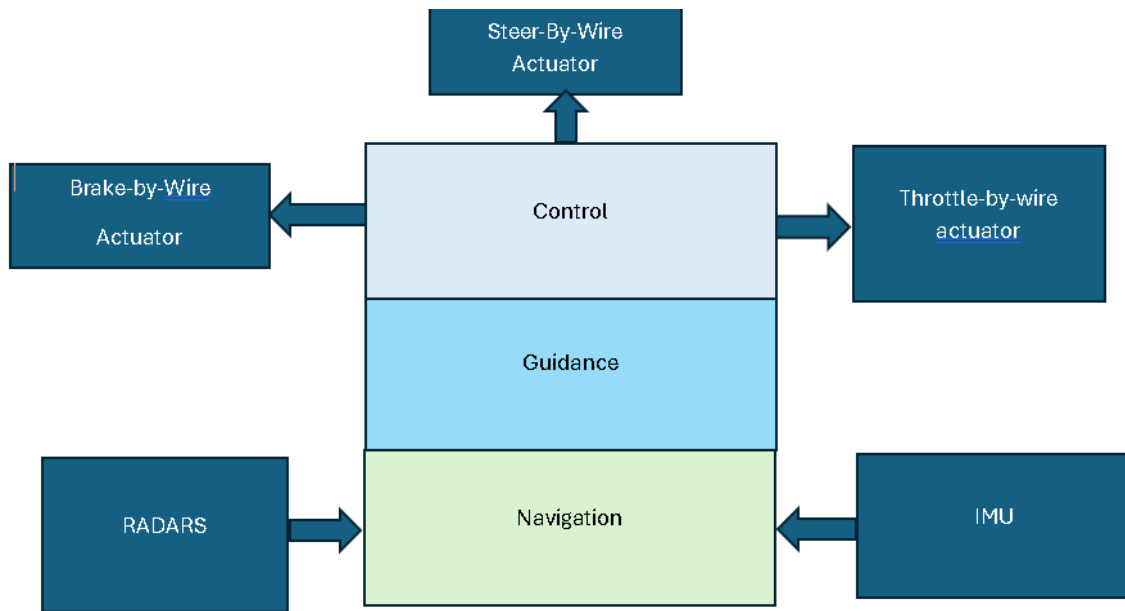 Steer-By-Wire
Actuator
Brake-by-Wire
Actuator
Control
Throttle-by-wire
actuator
Guidance
RADARS
Navigation
IMU